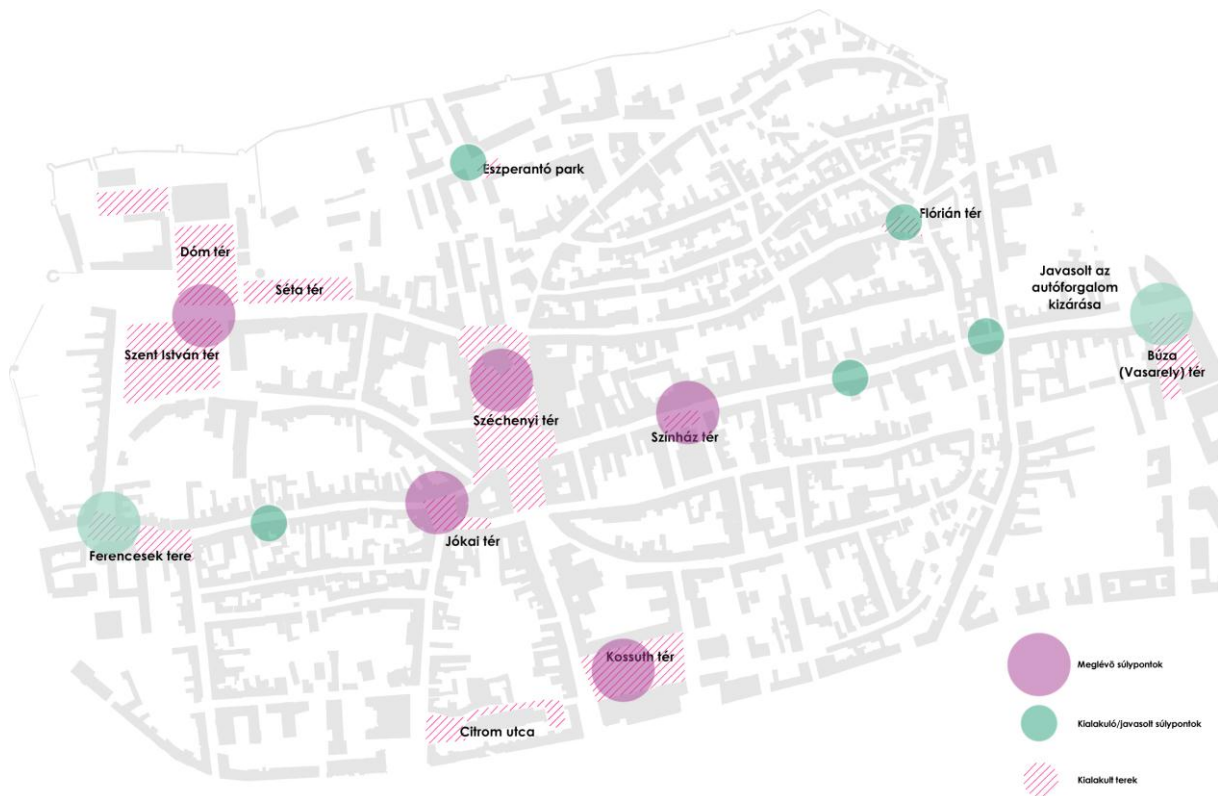 Eszperantó park
Flórián tér
Dóm tér
Séta tér
Javasolt az
autóforgalom
kizárása
Szent István tér
Búza
(Vasarely) tér
Széchenyi tér
Színház tér
Jókai tér
Ferencesek tere
Kossuth tér
Citrom utca
Meglévő súlypontok
Kialakuló/javasolt súlypontok
Kialakult terek